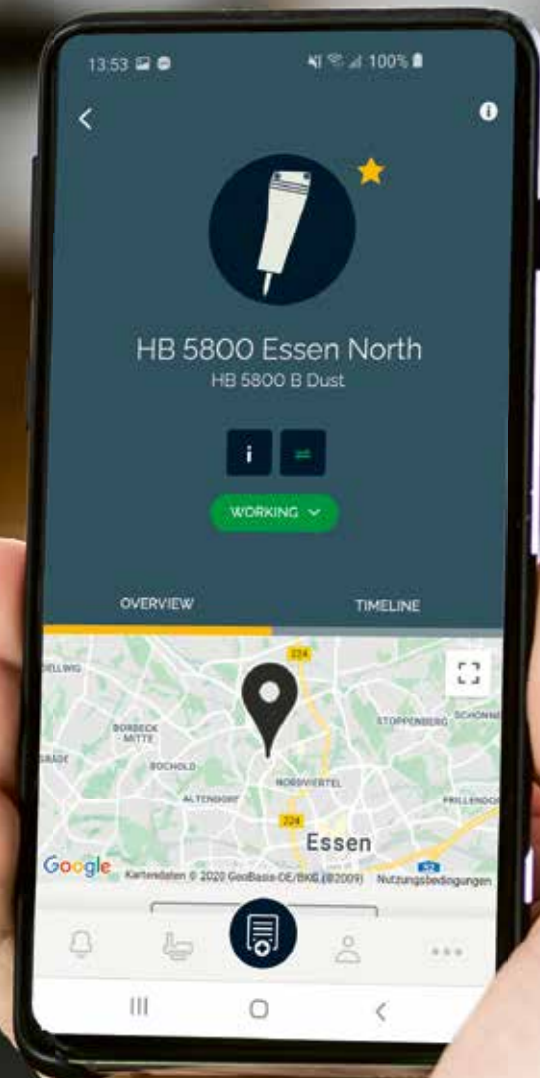 13:53
100%
HB 5800 Essen North
HB 5800 B Dust
i
WORKING
OVERVIEW
TIMELINE
224
BORBECK
-MITTE
STOPPENBERG
BOCHOLD
NORDVIERTEL
ALTENDORF
224
Essen
52
Google
Kartendaten © 2020 GeoBasis-DE/BKG (©2009)
Nutzungsbedingungen